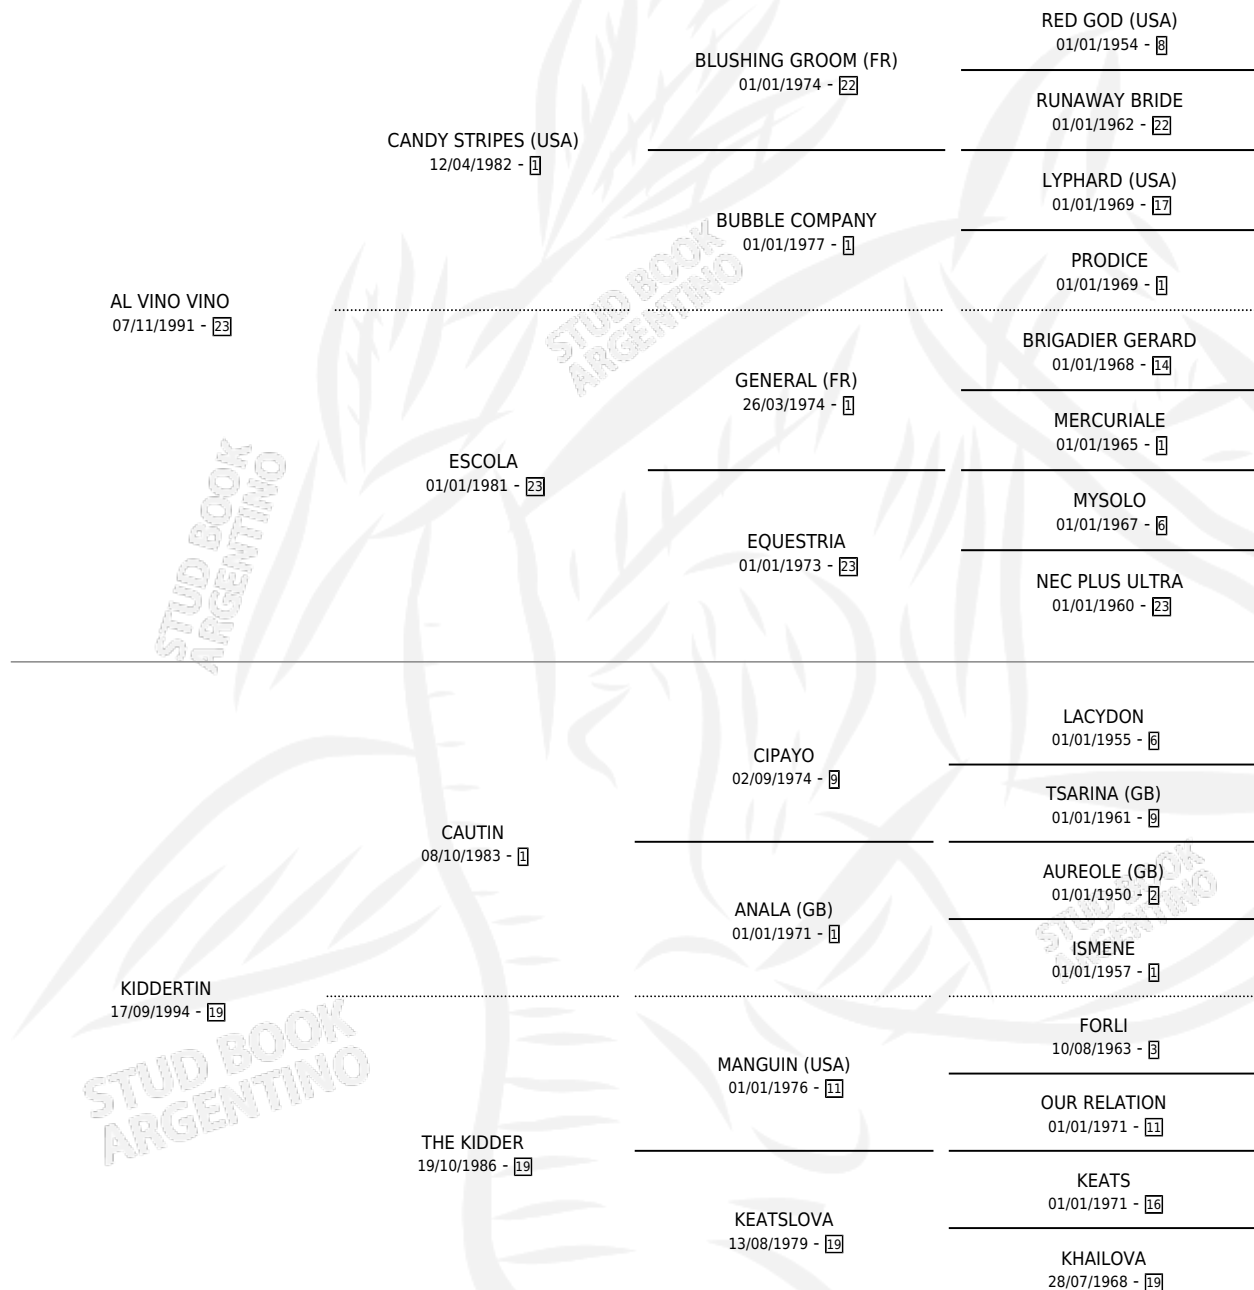 RED GOD (USA)
01/01/1954 - 8
BLUSHING GROOM (FR)
01/01/1974 - 22
RUNAWAY BRIDE
01/01/1962 - 22
CANDY STRIPES (USA)
12/04/1982 - 1
LYPHARD (USA)
01/01/1969 - 17
BUBBLE COMPANY
01/01/1977 - 1
PRODICE
01/01/1969 - 1
AL VINO VINO
07/11/1991 - 23
STUD BOOK
ARGENTINO
BRIGADIER GERARD
01/01/1968 - 14
GENERAL (FR)
26/03/1974 - 1
MERCURIALE
01/01/1965 - 1
ESCOLA
01/01/1981 - 23
MYSOLO
01/01/1967 - 6
EQUESTRIA
01/01/1973 - 23
NEC PLUS ULTRA
01/01/1960 - 23
STUD BOOK
ARGENTINO
LACYDON
01/01/1955 - 6
CIPAYO
02/09/1974 - 9
TSARINA (GB)
01/01/1961 - 9
CAUTIN
08/10/1983 - 1
AUREOLE (GB)
01/01/1950 - 2
ANALA (GB)
01/01/1971 - 1
ISMENE
01/01/1957 - 1
STUD BOOK
ARGENTINO
KIDDERTIN
17/09/1994 - 19
FORLI
10/08/1963 - 3
MANGUIN (USA)
01/01/1976 - 11
OUR RELATION
01/01/1971 - 11
STUD BOOK
ARGENTINO
THE KIDDER
19/10/1986 - 19
KEATS
01/01/1971 - 16
KEATSLOVA
13/08/1979 - 19
KHAILOVA
28/07/1968 - 19